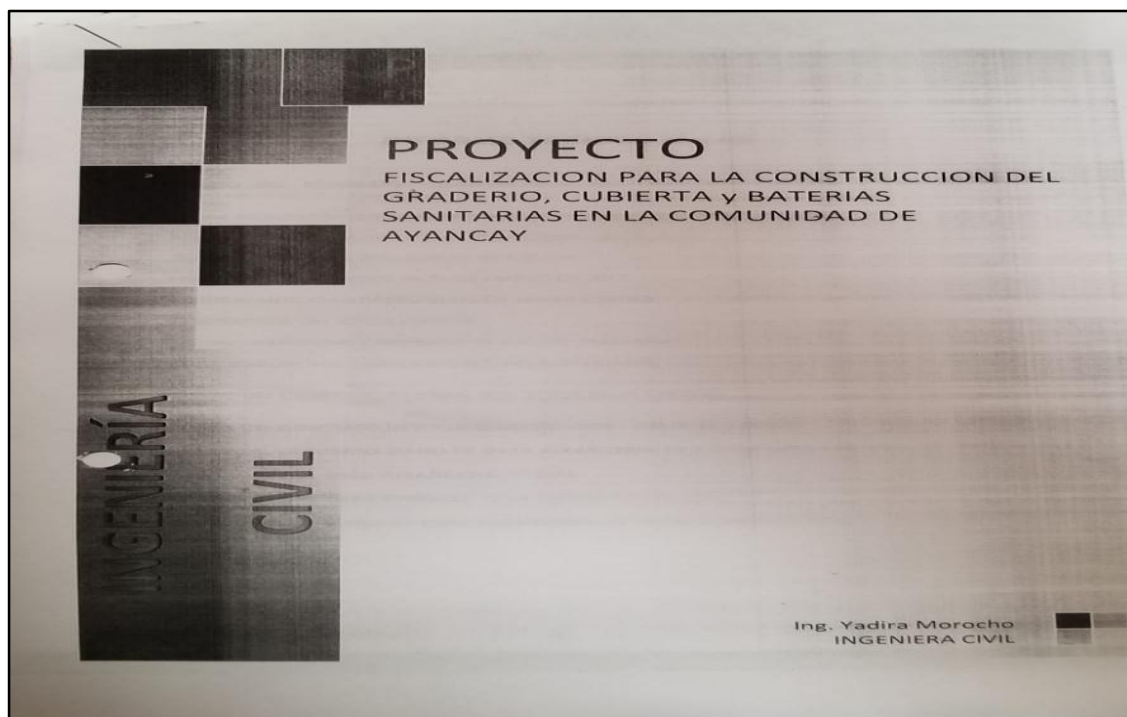 PROYECTO
FISCALIZACION PARA LA CONSTRUCCION DEL
GRADERIO, CUBIERTA y BATERIAS
SANITARIAS EN LA COMUNIDAD DE
AYANCAY
INGENIERÍA
CIVIL
Ing. Yadira Morocho
INGENIERA CIVIL